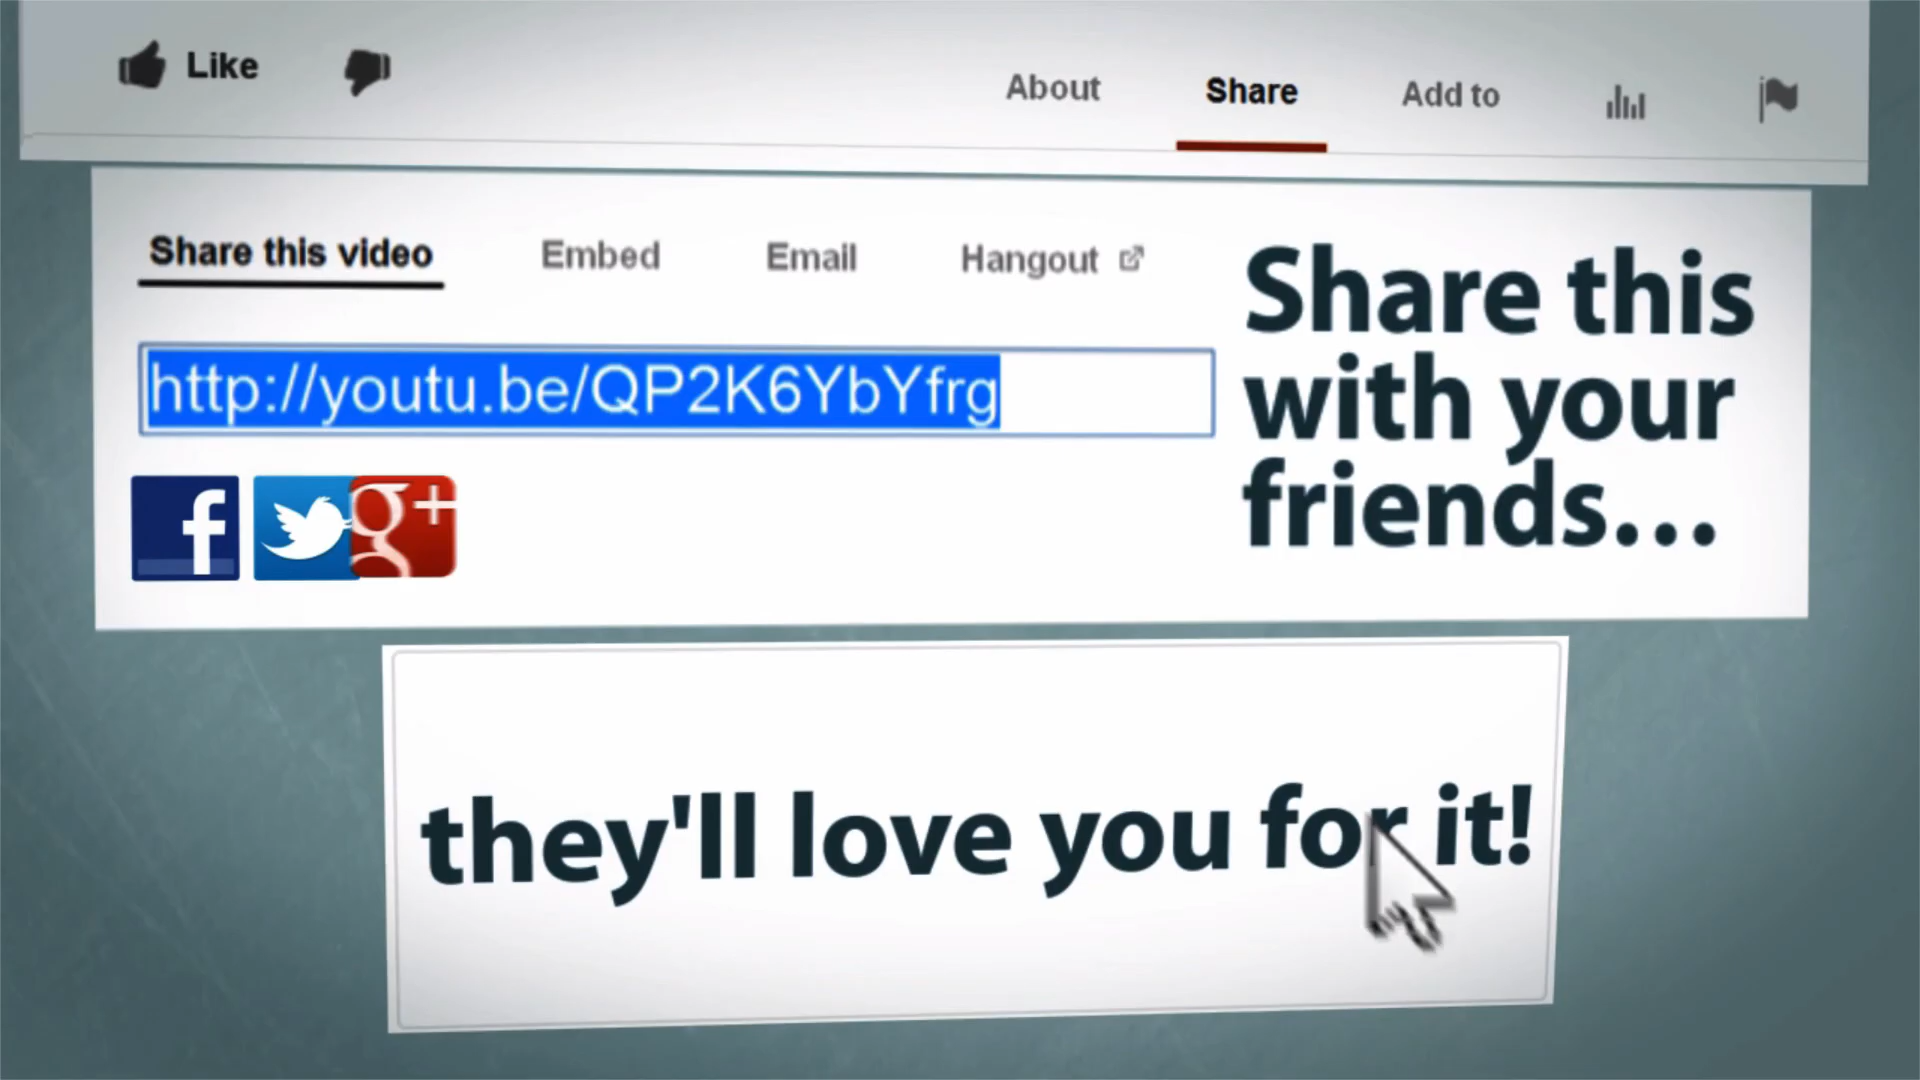 Like
About Share Add to
Share this video Embed Email Hangout
http://youtu.be/QP2K6YbYfrg
f g+
Share this
with your
friends...
they'll love you for it!